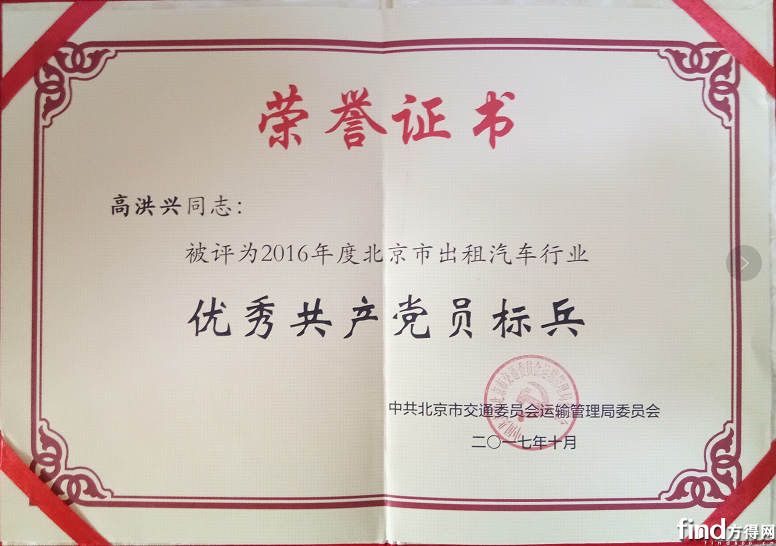 荣誉证书
高洪兴同志：
被评为2016年度北京市出租汽车行业
优秀共产党员标兵
中共北京市交通委员会运输管理局委员会
二〇一七年十月
find方得网